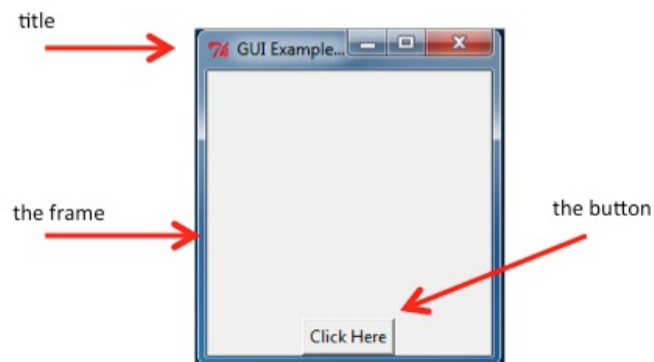 title
GUI Example...
the frame
the button
Click Here